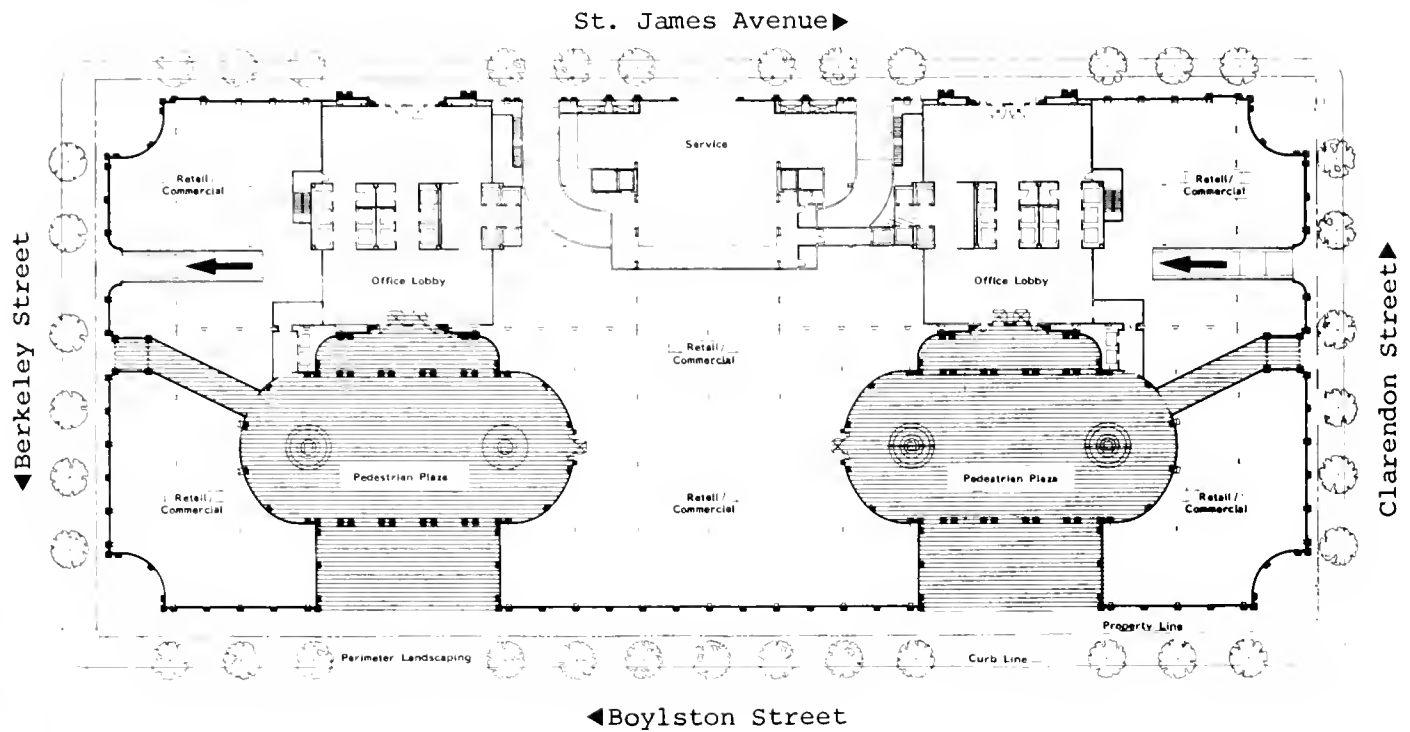 St. James Avenue▶
Service
Retail/
Commercial
Retail/
Commercial
◀Berkeley Street
Clarendon Street▶
Office Lobby
Office Lobby
Retail/
Commercial
Pedestrian Plaza
Pedestrian Plaza
Retail/
Commercial
Retail/
Commercial
Retail/
Commercial
Property Line
Perimeter Landscaping
Curb Line
◀Boylston Street